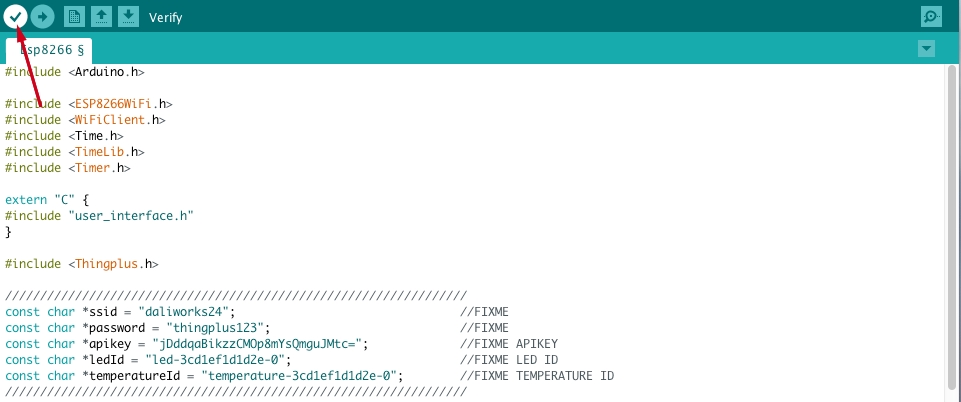 Verify
Esp8266 §
#include <Arduino.h>
#include <ESP8266WiFi.h>
#include <WiFiClient.h>
#include <Time.h>
#include <TimeLib.h>
#include <Timer.h>
extern "C" {
#include "user_interface.h"
}
#include <Thingplus.h>
//////////////////////////////////////////////////////////////////
const char *ssid = "daliworks24"; //FIXME
const char *password = "thingplus123"; //FIXME
const char *apikey = "jDddqaBikzzCMOp8mYsQmguJMtc="; //FIXME APIKEY
const char *ledId = "led-3cd1ef1d1d2e-0"; //FIXME LED ID
const char *temperatureId = "temperature-3cd1ef1d1d2e-0"; //FIXME TEMPERATURE ID
//////////////////////////////////////////////////////////////////